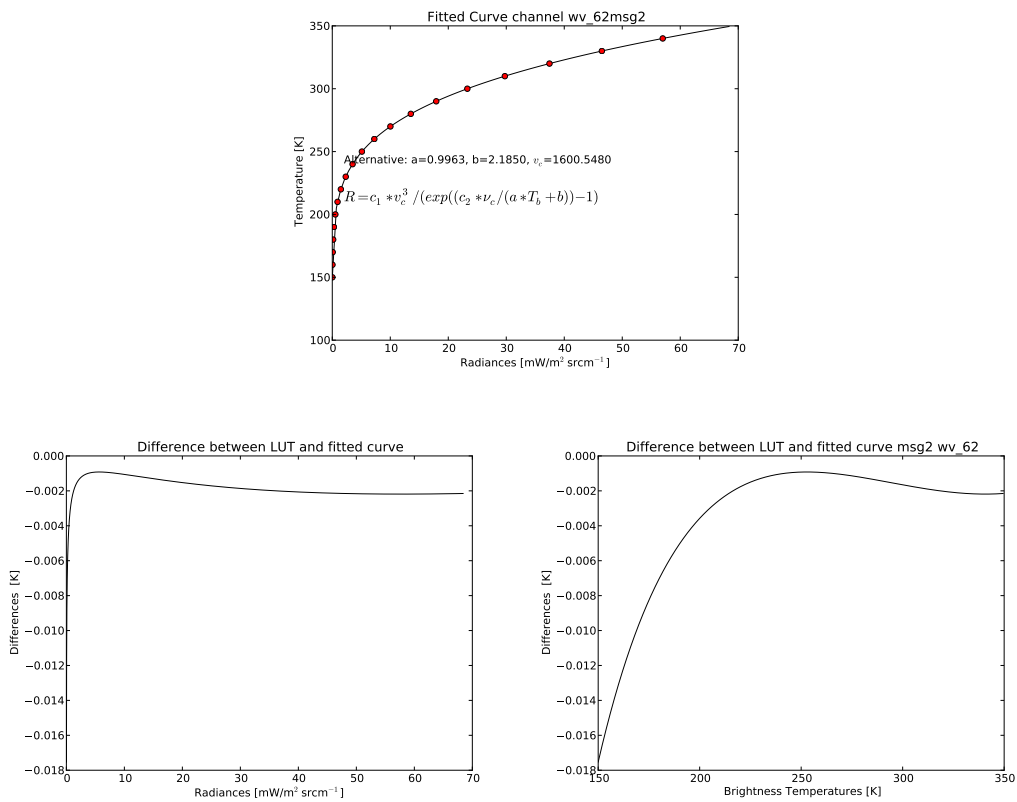 Fitted Curve channel wv_62msg2
350
300
250
200
150
100
Temperature [K]
Alternative: a=0.9963, b=2.1850, v_c=1600.5480
R=c_1*v_c^3/(exp((c_2*ν_c/(a*T_b+b))−1)
0 10 20 30 40 50 60 70
Radiances [mW/m² srcm⁻¹]
Difference between LUT and fitted curve
0.000
−0.002
−0.004
−0.006
−0.008
−0.010
−0.012
−0.014
−0.016
−0.018
Differences [K]
0 10 20 30 40 50 60 70
Radiances [mW/m² srcm⁻¹]
Difference between LUT and fitted curve msg2 wv_62
0.000
−0.002
−0.004
−0.006
−0.008
−0.010
−0.012
−0.014
−0.016
−0.018
Differences [K]
150 200 250 300 350
Brightness Temperatures [K]